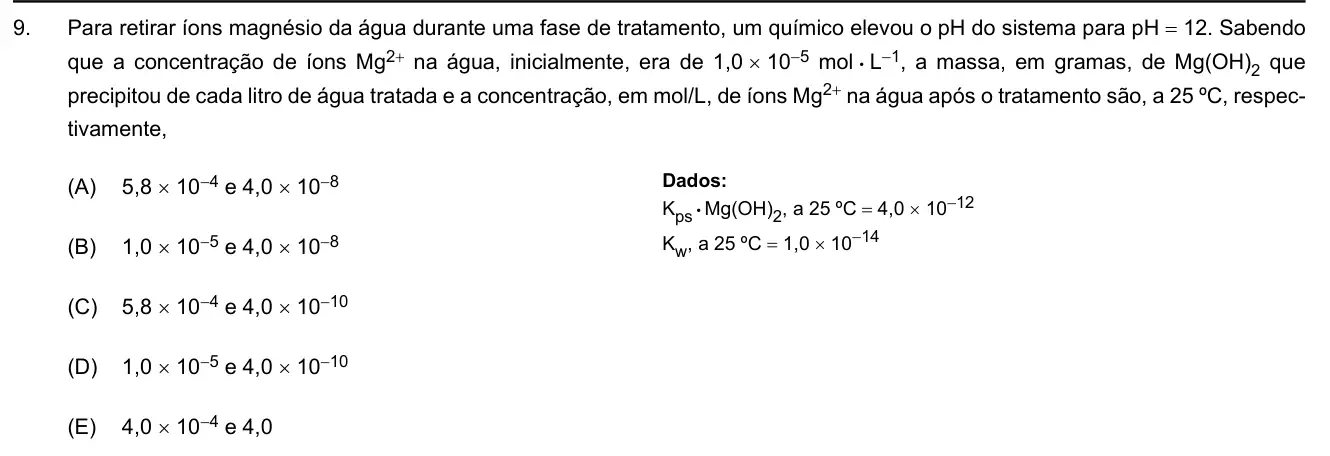 9. Para retirar íons magnésio da água durante uma fase de tratamento, um químico elevou o pH do sistema para pH = 12. Sabendo
que a concentração de íons Mg²⁺ na água, inicialmente, era de 1,0 × 10⁻⁵ mol · L⁻¹, a massa, em gramas, de Mg(OH)₂ que
precipitou de cada litro de água tratada e a concentração, em mol/L, de íons Mg²⁺ na água após o tratamento são, a 25 ºC, respec-
tivamente,
(A) 5,8 × 10⁻⁴ e 4,0 × 10⁻⁸
(B) 1,0 × 10⁻⁵ e 4,0 × 10⁻⁸
(C) 5,8 × 10⁻⁴ e 4,0 × 10⁻¹⁰
(D) 1,0 × 10⁻⁵ e 4,0 × 10⁻¹⁰
(E) 4,0 × 10⁻⁴ e 4,0
Dados:
Kₚₛ · Mg(OH)₂, a 25 ºC = 4,0 × 10⁻¹²
K_w, a 25 ºC = 1,0 × 10⁻¹⁴